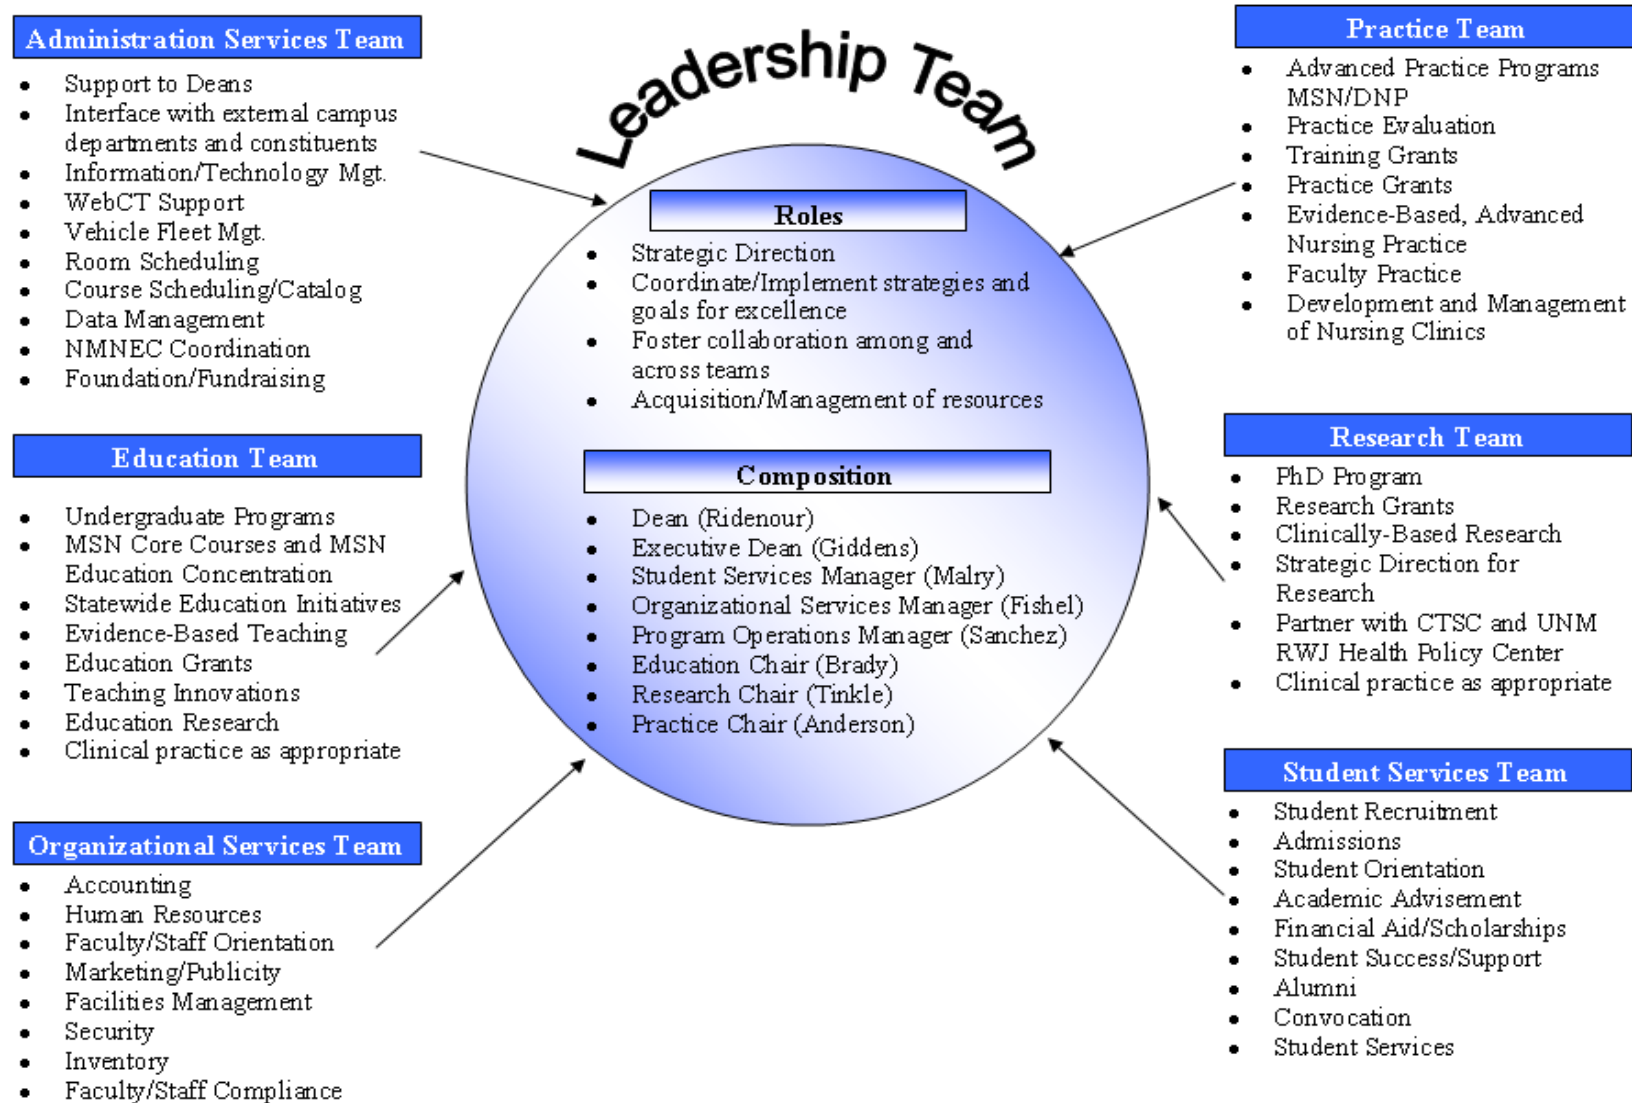 Leadership Team
Administration Services Team
Support to Deans
Interface with external campus
departments and constituents
Information/Technology Mgt.
WebCT Support
Vehicle Fleet Mgt.
Room Scheduling
Course Scheduling/Catalog
Data Management
NMNEC Coordination
Foundation/Fundraising
Education Team
Undergraduate Programs
MSN Core Courses and MSN
Education Concentration
Statewide Education Initiatives
Evidence-Based Teaching
Education Grants
Teaching Innovations
Education Research
Clinical practice as appropriate
Organizational Services Team
Accounting
Human Resources
Faculty/Staff Orientation
Marketing/Publicity
Facilities Management
Security
Inventory
Faculty/Staff Compliance
Roles
Strategic Direction
Coordinate/Implement strategies and
goals for excellence
Foster collaboration among and
across teams
Acquisition/Management of resources
Composition
Dean (Ridenour)
Executive Dean (Giddens)
Student Services Manager (Malry)
Organizational Services Manager (Fishel)
Program Operations Manager (Sanchez)
Education Chair (Brady)
Research Chair (Tinkle)
Practice Chair (Anderson)
Practice Team
Advanced Practice Programs
MSN/DNP
Practice Evaluation
Training Grants
Practice Grants
Evidence-Based, Advanced
Nursing Practice
Faculty Practice
Development and Management
of Nursing Clinics
Research Team
PhD Program
Research Grants
Clinically-Based Research
Strategic Direction for
Research
Partner with CTSC and UNM
RWJ Health Policy Center
Clinical practice as appropriate
Student Services Team
Student Recruitment
Admissions
Student Orientation
Academic Advisement
Financial Aid/Scholarships
Student Success/Support
Alumni
Convocation
Student Services